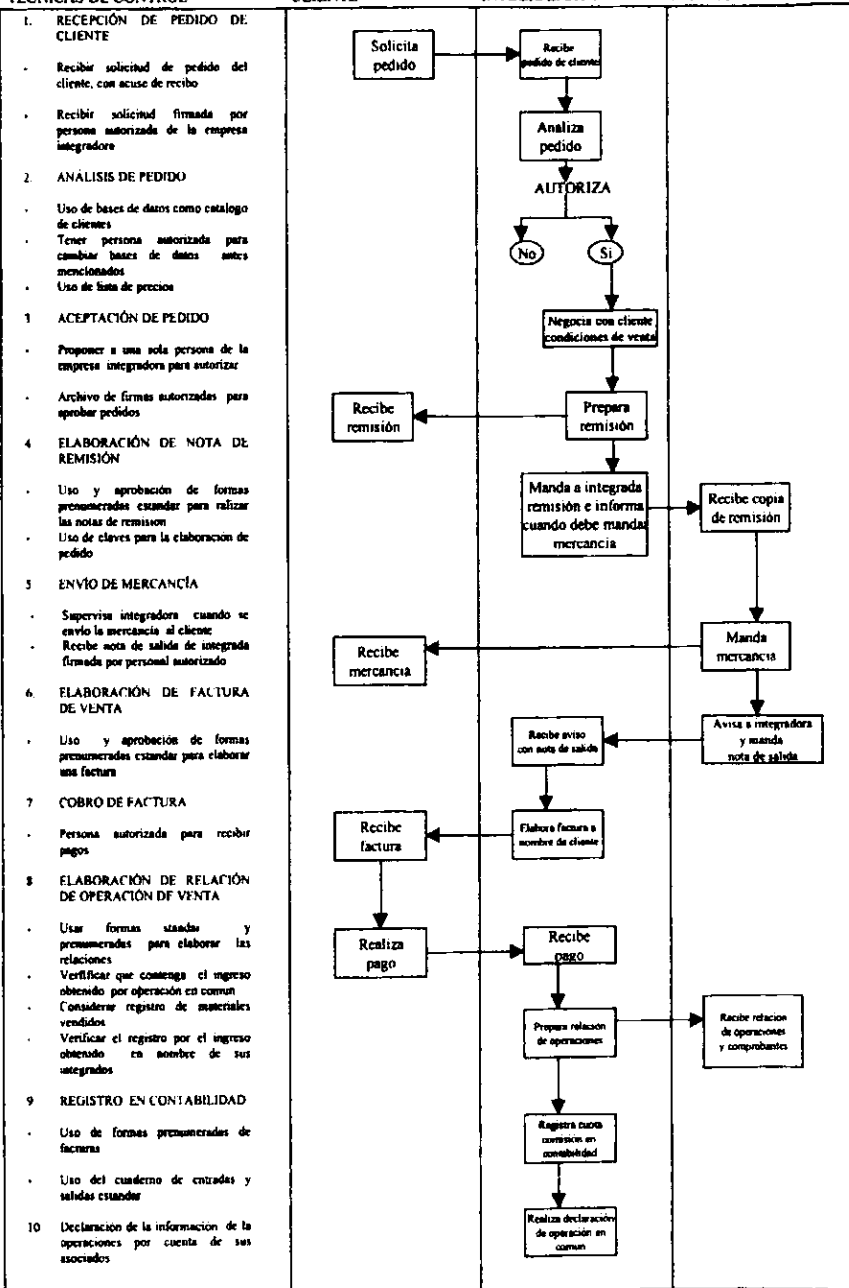 TÉCNICAS DE CONTROL
CLIENTE
1. RECEPCIÓN DE PEDIDO DE
CLIENTE
- Recibir solicitud de pedido del
cliente, con acuse de recibo
- Recibir solicitud firmada por
persona autorizada de la empresa
integradora
2. ANÁLISIS DE PEDIDO
- Uso de bases de datos como catalogo
de clientes
- Tener persona autorizada para
cambiar bases de datos antes
mencionados
- Uso de lista de precios
3 ACEPTACIÓN DE PEDIDO
- Proponer a una sola persona de la
empresa integradora para autorizar
- Archivo de firmas autorizadas para
aprobar pedidos
4 ELABORACIÓN DE NOTA DE
REMISIÓN
- Uso y aprobación de formas
prenumeradas estandar para ralizar
las notas de remision
- Uso de claves para la elaboración de
pedido
5 ENVÍO DE MERCANCÍA
- Supervisa integradora cuando se
envío la mercancia al cliente
- Recibe nota de salida de integrada
firmada por personal autorizado
6. ELABORACIÓN DE FACTURA
DE VENTA
- Uso y aprobación de formas
prenumeradas estandar para elaborar
una factura
7 COBRO DE FACTURA
- Persona autorizada para recibir
pagos
8 ELABORACIÓN DE RELACIÓN
DE OPERACIÓN DE VENTA
- Usar formas standar y
prenumeradas para elaborar las
relaciones
- Verfificar que contenga el ingreso
obtenido por operación en comun
- Considerar registro de materiales
vendidos
- Verificar el registro por el ingreso
obtenido en nombre de sus
integrados
9 REGISTRO EN CONTABILIDAD
- Uso de formas prenumeradas de
facturas
- Uso del cuaderno de entradas y
salidas estandar
10 Declaración de la información de la
operaciones por cuenta de sus
asociados
Solicita
pedido
Recibe
pedido de cliente
Analiza
pedido
AUTORIZA
No
Si
Negocia con cliente
condiciones de venta
Prepara
remisión
Recibe
remisión
Manda a integrada
remisión e informa
cuando debe mandar
mercancia
Recibe copia
de remisión
Manda
mercancia
Recibe
mercancia
Avisa a integradora
y manda
nota de salida
Recibe aviso
con nota de salida
Elabora factura a
nombre de cliente
Recibe
factura
Realiza
pago
Recibe
pago
Prepara relación
de operaciones
Recibe relacion
de operaciones
y comprobantes
Registra cuota
comisión en
contabilidad
Realiza declaración
de operación en
comun